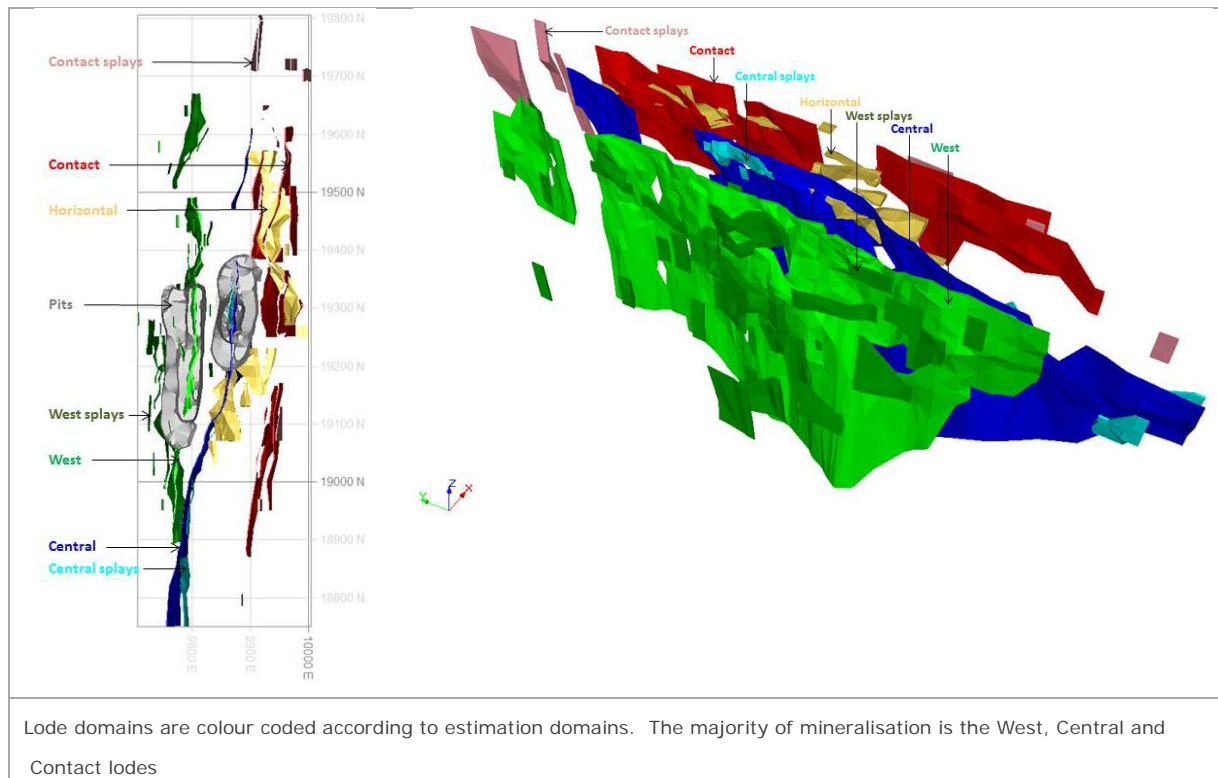 Contact splays
Contact
Horizontal
Pits
West splays
West
Central
Central splays
19800 N
19700 N
19600 N
19500 N
19400 N
19300 N
19200 N
19100 N
19000 N
18900 N
18800 N
9800 E
9900 E
10000 E
Contact splays
Contact
Central splays
Horizontal
West splays
Central
West
Y
Z
X
Lode domains are colour coded according to estimation domains. The majority of mineralisation is the West, Central and
Contact lodes